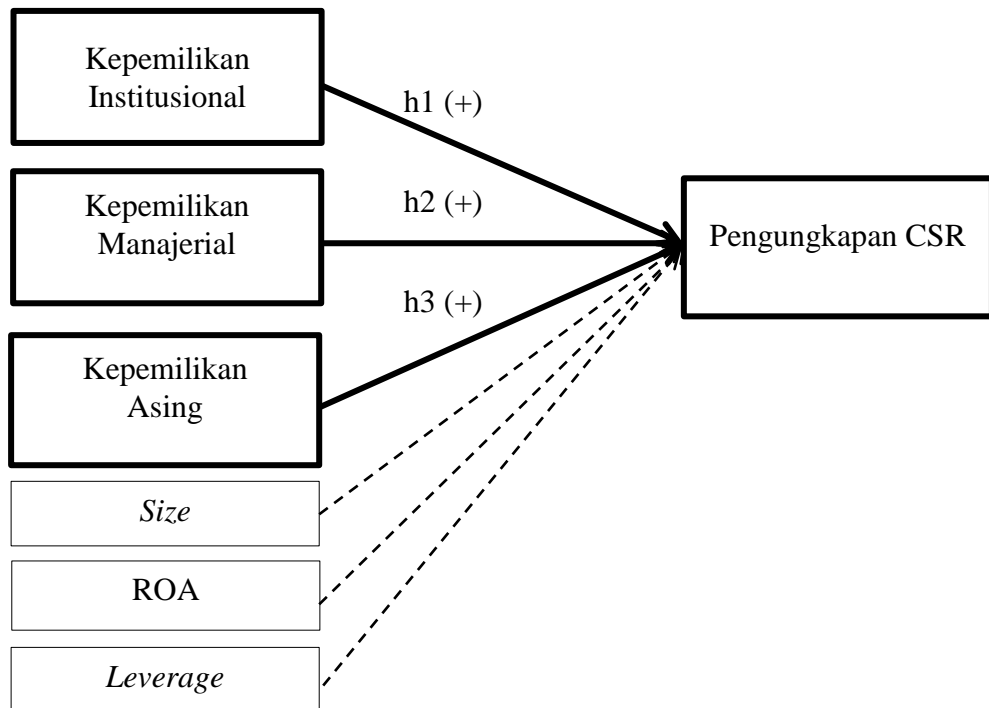 Kepemilikan
Institusional
h1 (+)
Kepemilikan
Manajerial
h2 (+)
Pengungkapan CSR
h3 (+)
Kepemilikan
Asing
Size
ROA
Leverage